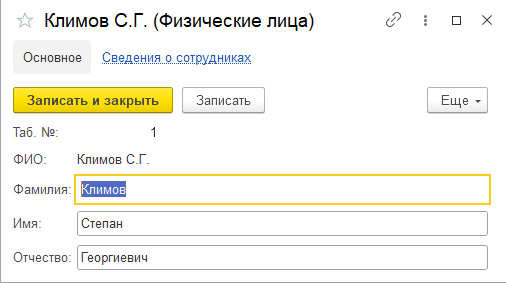 Климов С.Г. (Физические лица)
Основное Сведения о сотрудниках
Записать и закрыть Записать Еще
Таб. №: 1
ФИО: Климов С.Г.
Фамилия: Климов
Имя: Степан
Отчество: Георгиевич